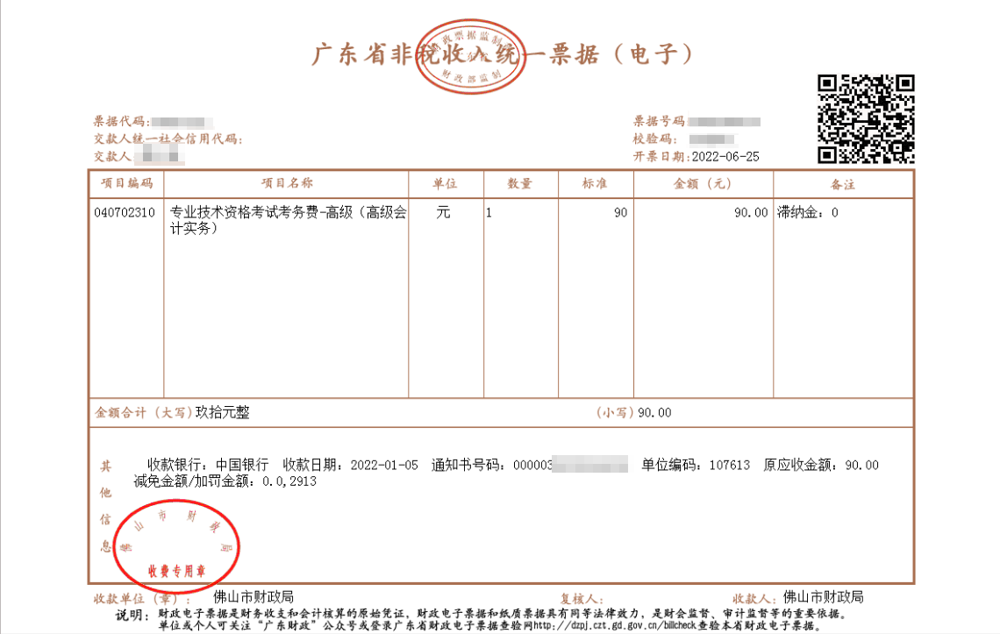 广东省非税收入统一票据（电子）
财政票据监制章
财政部监制
票据代码:
票据号码
交款人统一社会信用代码:
校验码:
交款人
开票日期:2022-06-25
项目编码 项目名称 单位 数量 标准 金额（元） 备注
040702310 专业技术资格考试考务费-高级（高级会 元 1 90 90.00 滞纳金: 0
计实务）
金额合计（大写）玖拾元整 （小写）90.00
其他信息
收款银行: 中国银行 收款日期: 2022-01-05 通知书号码: 000003 单位编码: 107613 原应收金额: 90.00
减免金额/加罚金额: 0.0,2913
佛山市财政局
收费专用章
收款单位（章）: 佛山市财政局 复核人: 收款人: 佛山市财政局
说明: 财政电子票据是财务收支和会计核算的原始凭证，财政电子票据和纸质票据具有同等法律效力，是财会监督、审计监督等的重要依据。
单位或个人可关注“广东财政”公众号或登录广东省财政电子票据查验网http://dzpj.czt.gd.gov.cn/billcheck查验本省财政电子票据。